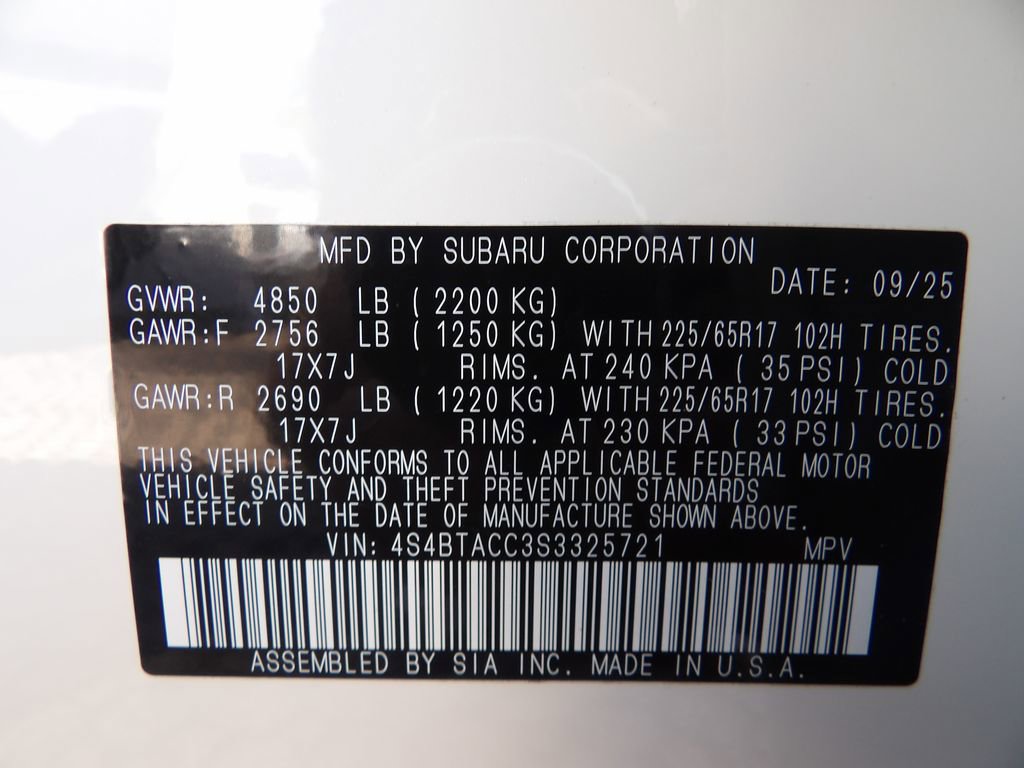 MFD BY SUBARU CORPORATION
DATE: 09/25
GVWR: 4850 LB ( 2200 KG)
GAWR:F 2756 LB ( 1250 KG) WITH 225/65R17 102H TIRES.
17X7J RIMS. AT 240 KPA ( 35 PSI) COLD
GAWR:R 2690 LB ( 1220 KG) WITH 225/65R17 102H TIRES.
17X7J RIMS. AT 230 KPA ( 33 PSI) COLD
THIS VEHICLE CONFORMS TO ALL APPLICABLE FEDERAL MOTOR
VEHICLE SAFETY AND THEFT PREVENTION STANDARDS
IN EFFECT ON THE DATE OF MANUFACTURE SHOWN ABOVE.
VIN: 4S4BTACC3S3325721 MPV
ASSEMBLED BY SIA INC. MADE IN U.S.A.